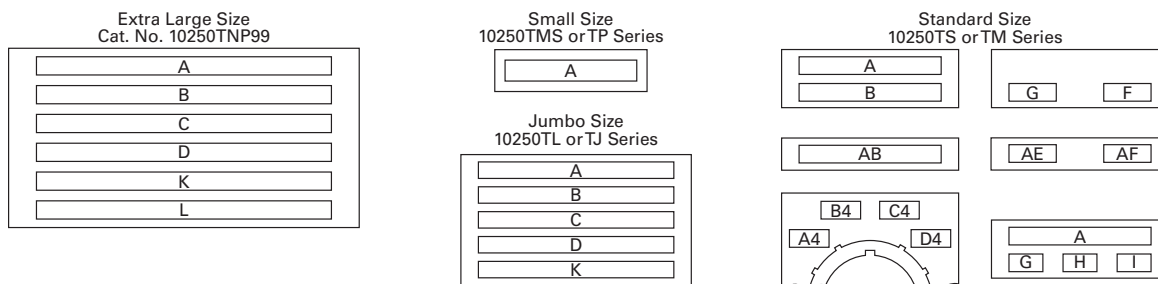 Extra Large Size
Cat. No. 10250TNP99
A
B
C
D
K
L
Small Size
10250TMS or TP Series
A
Jumbo Size
10250TL or TJ Series
A
B
C
D
K
Standard Size
10250TS or TM Series
A
B
G F
AB
AE AF
B4 C4
A4 D4
A
G H I